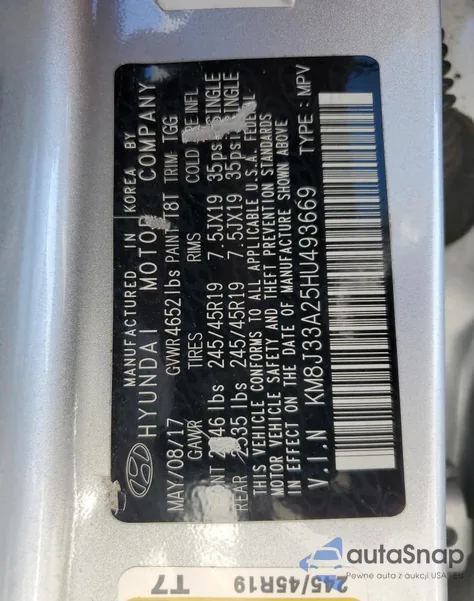 MANUFACTURED IN KOREA BY
HYUNDAI MOTOR COMPANY
MAY/08/17 GVWR 4652 lbs PAINT T8T TRIM TGG
GAWR TIRES RIMS COLD INFL
lbs 245/45R19 7.5JX19 35psi SINGLE
REAR 2535 lbs 245/45R19 7.5JX19 35psi SINGLE
THIS VEHICLE CONFORMS TO ALL APPLICABLE U.S.A. FEDERAL
MOTOR VEHICLE SAFETY AND THEFT PREVENTION STANDARDS
IN EFFECT ON THE DATE OF MANUFACTURE SHOWN ABOVE
V.I.N KM8J33A25HU493669 TYPE : MPV
245/45R19
T7
autaSnap
Pewne auta z aukcji USA i EU